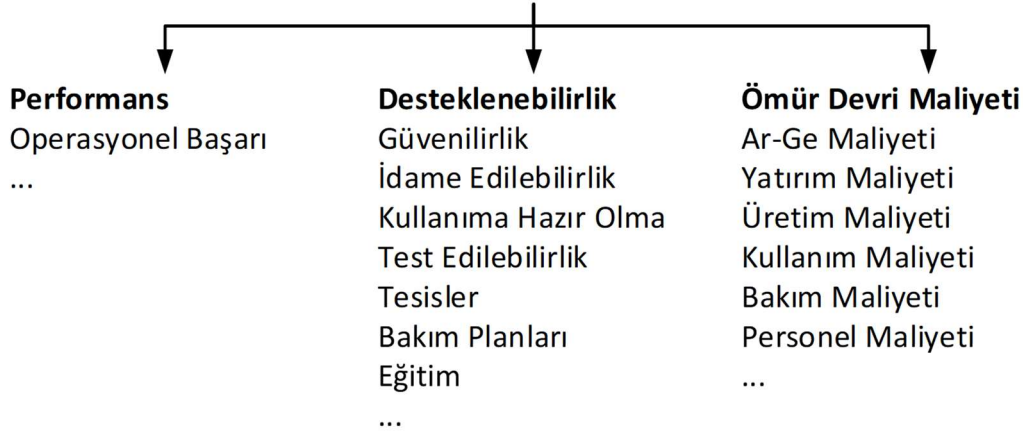 Performans
Operasyonel Başarı
...
Desteklenebilirlik
Güvenilirlik
İdame Edilebilirlik
Kullanıma Hazır Olma
Test Edilebilirlik
Tesisler
Bakım Planları
Eğitim
...
Ömür Devri Maliyeti
Ar-Ge Maliyeti
Yatırım Maliyeti
Üretim Maliyeti
Kullanım Maliyeti
Bakım Maliyeti
Personel Maliyeti
...